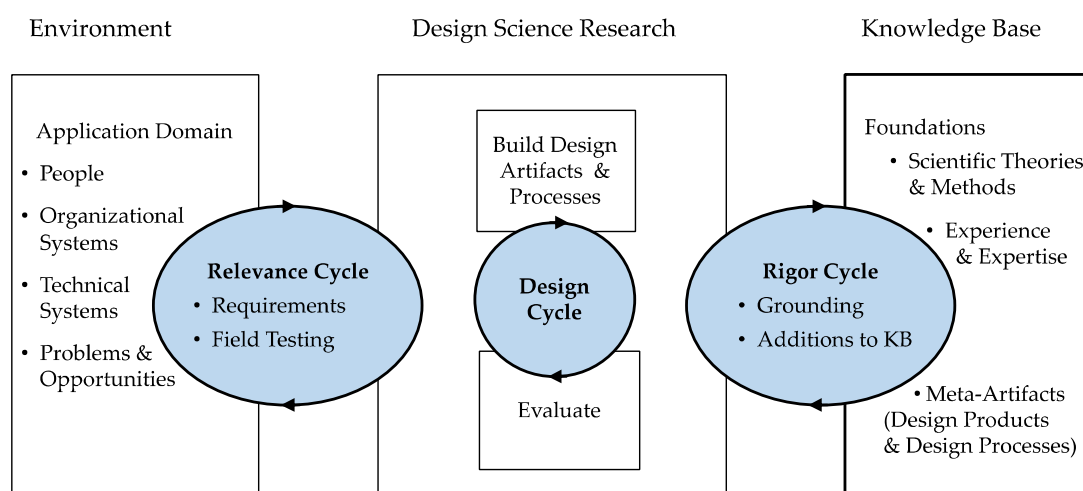 Environment
Design Science Research
Knowledge Base
Application Domain
• People
• Organizational
Systems
• Technical
Systems
• Problems &
Opportunities
Relevance Cycle
• Requirements
• Field Testing
Build Design
Artifacts &
Processes
Design
Cycle
Evaluate
Rigor Cycle
• Grounding
• Additions to KB
Foundations
• Scientific Theories
& Methods
• Experience
& Expertise
• Meta-Artifacts
(Design Products
& Design Processes)